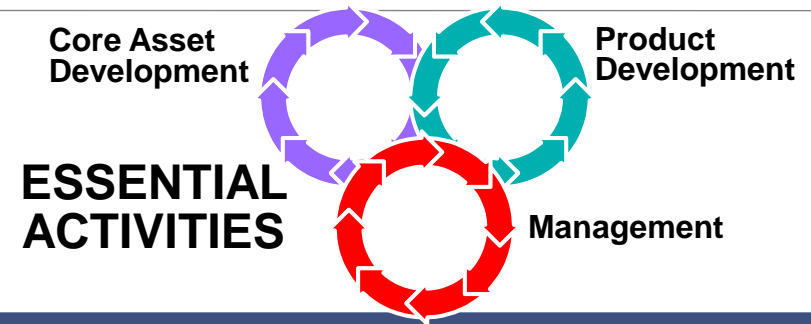 Core Asset
Development
Product
Development
ESSENTIAL
ACTIVITIES
Management